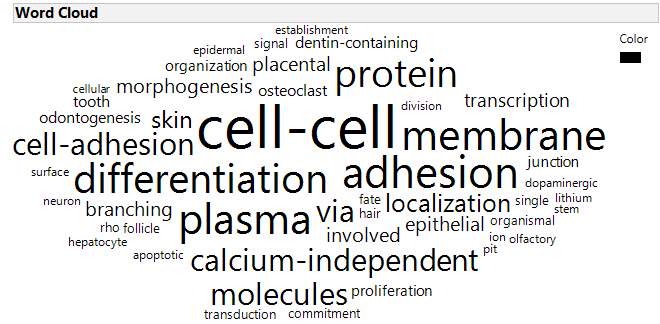 Word Cloud
Color
establishment
epidermal signal dentin-containing
organization placental
cellular morphogenesis osteoclast protein
tooth division transcription
odontogenesis skin cell-cell membrane
cell-adhesion
surface differentiation adhesion junction
dopaminergic
neuron branching fate localization single lithium
stem
rho follicle plasma via hair epithelial organismal
hepatocyte involved ion olfactory
apoptotic calcium-independent pit
molecules proliferation
transduction commitment